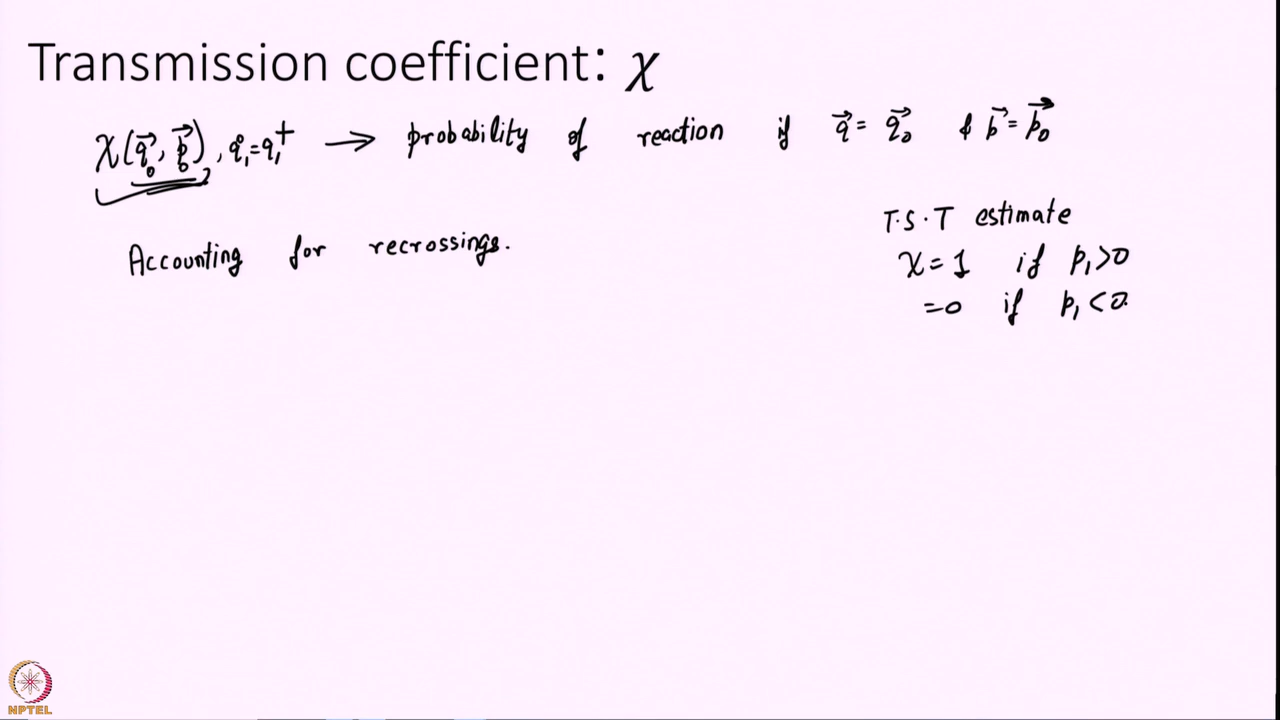 Transmission coefficient: χ
χ(q⃗₀, p⃗₀), q₁=q₁‡ → probability of reaction if q⃗ = q⃗₀ & p⃗ = p⃗₀
T.S.T estimate
Accounting for recrossings.
χ = 1 if p₁>0
=0 if p₁<0.
NPTEL